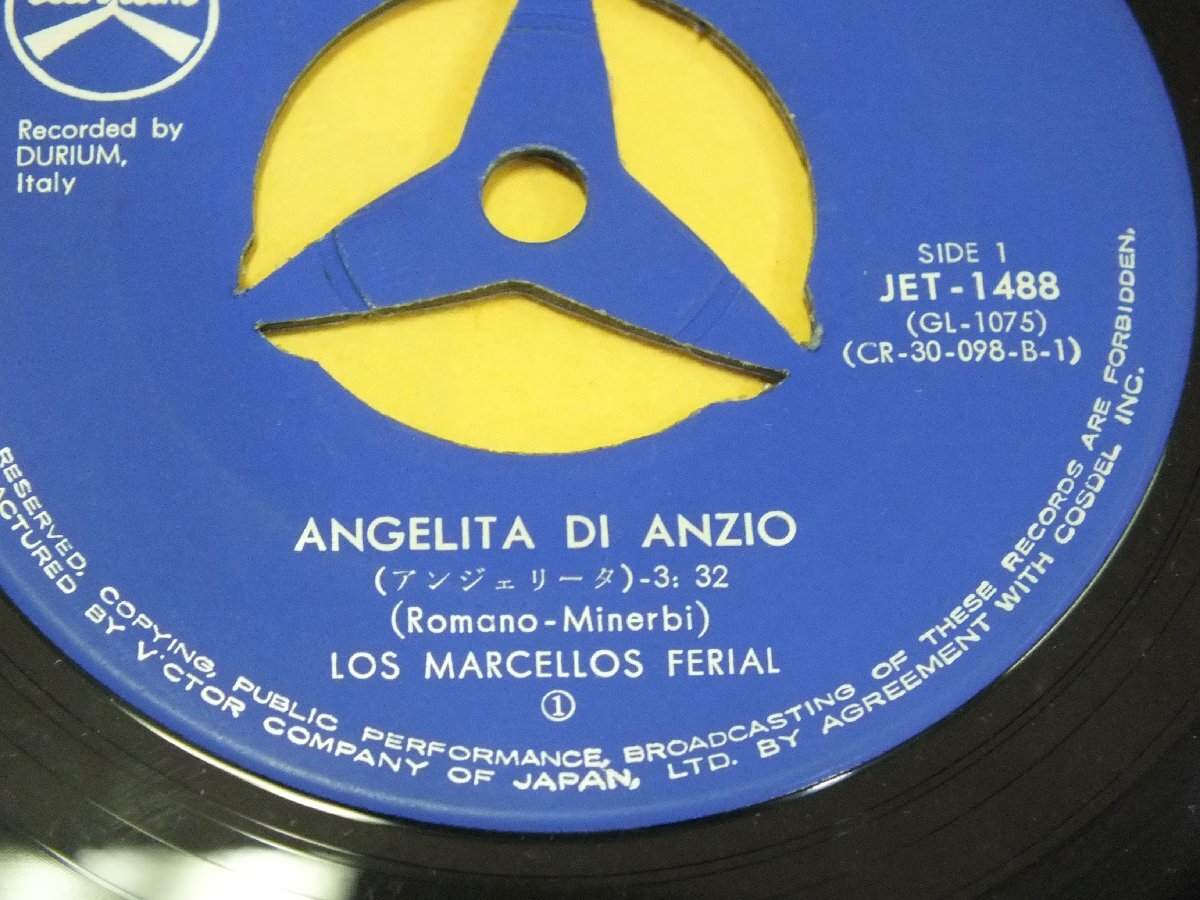 Recorded by
DURIUM,
Italy
SIDE 1
JET-1488
(GL-1075)
(CR-30-098-B-1)
ANGELITA DI ANZIO
(アンジェリータ)-3: 32
(Romano-Minerbi)
LOS MARCELLOS FERIAL
①
RESERVED, COPYING, PUBLIC PERFORMANCE, BROADCASTING OF THESE RECORDS ARE FORBIDDEN,
ACTURED BY VICTOR COMPANY OF JAPAN, LTD. BY AGREEMENT WITH COSDEL INC.